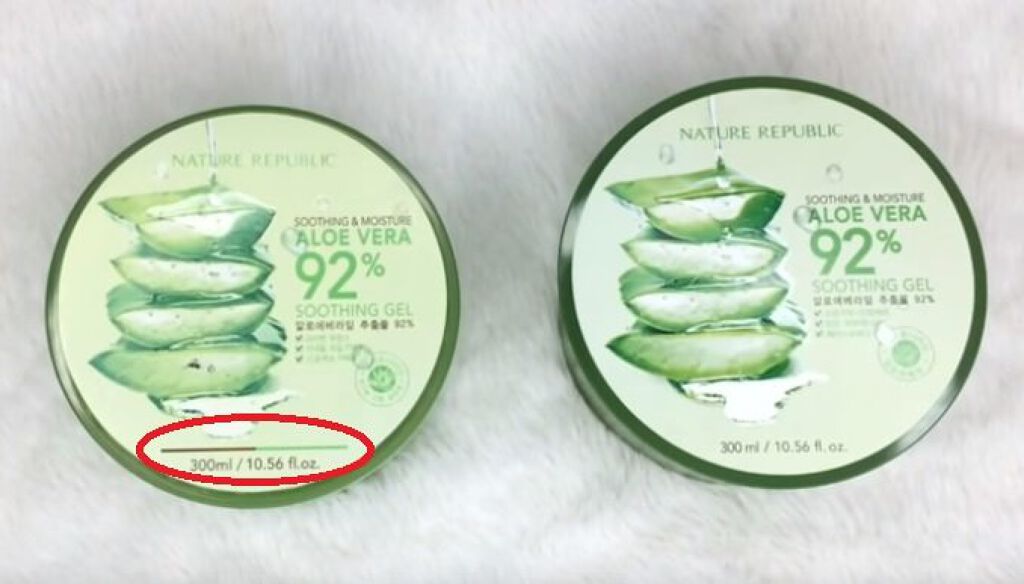 NATURE REPUBLIC
SOOTHING & MOISTURE
ALOE VERA
92%
SOOTHING GEL
알로에베라잎 추출물 92%
300ml / 10.56 fl.oz.
NATURE REPUBLIC
SOOTHING & MOISTURE
ALOE VERA
92%
SOOTHING GEL
알로에베라잎 추출물 92%
300ml / 10.56 fl.oz.